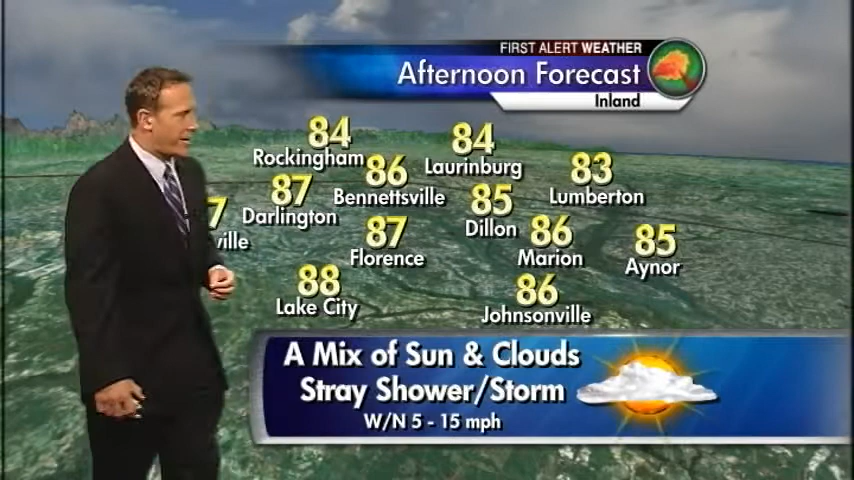 FIRST ALERT WEATHER
Afternoon Forecast
Inland
84
Rockingham
84
Laurinburg
86
Bennettsville
83
Lumberton
87
Darlington
85
Dillon
7
ville
87
Florence
86
Marion
85
Aynor
88
Lake City
86
Johnsonville
A Mix of Sun & Clouds
Stray Shower/Storm
W/N 5 - 15 mph